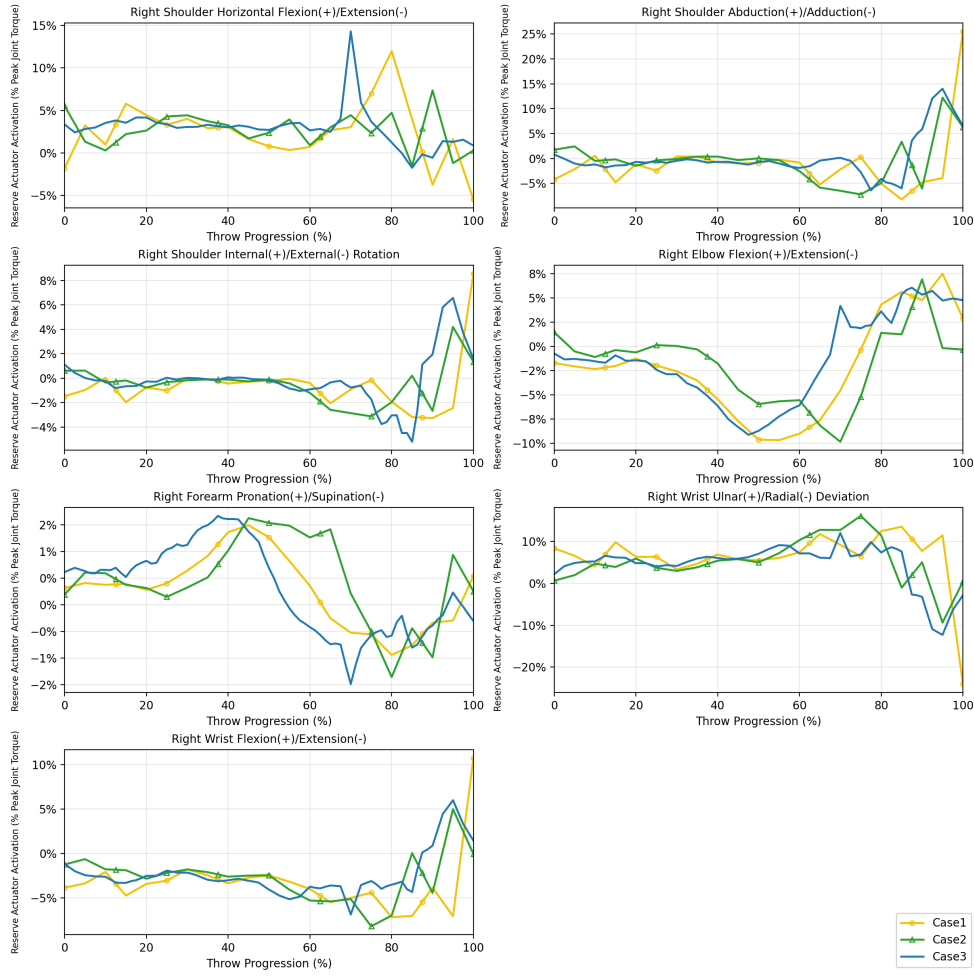 Right Shoulder Horizontal Flexion(+)/Extension(-)
Reserve Actuator Activation (% Peak Joint Torque)
15%
10%
5%
0%
−5%
0 20 40 60 80 100
Throw Progression (%)
Right Shoulder Abduction(+)/Adduction(-)
Reserve Actuator Activation (% Peak Joint Torque)
25%
20%
15%
10%
5%
0%
−5%
0 20 40 60 80 100
Throw Progression (%)
Right Shoulder Internal(+)/External(-) Rotation
Reserve Actuator Activation (% Peak Joint Torque)
8%
6%
4%
2%
0%
−2%
−4%
0 20 40 60 80 100
Throw Progression (%)
Right Elbow Flexion(+)/Extension(-)
Reserve Actuator Activation (% Peak Joint Torque)
8%
5%
2%
0%
−2%
−5%
−8%
−10%
0 20 40 60 80 100
Throw Progression (%)
Right Forearm Pronation(+)/Supination(-)
Reserve Actuator Activation (% Peak Joint Torque)
2%
1%
0%
0%
−0%
−1%
−2%
0 20 40 60 80 100
Throw Progression (%)
Right Wrist Ulnar(+)/Radial(-) Deviation
Reserve Actuator Activation (% Peak Joint Torque)
10%
0%
−10%
−20%
0 20 40 60 80 100
Throw Progression (%)
Right Wrist Flexion(+)/Extension(-)
Reserve Actuator Activation (% Peak Joint Torque)
10%
5%
0%
−5%
0 20 40 60 80 100
Throw Progression (%)
Case1
Case2
Case3